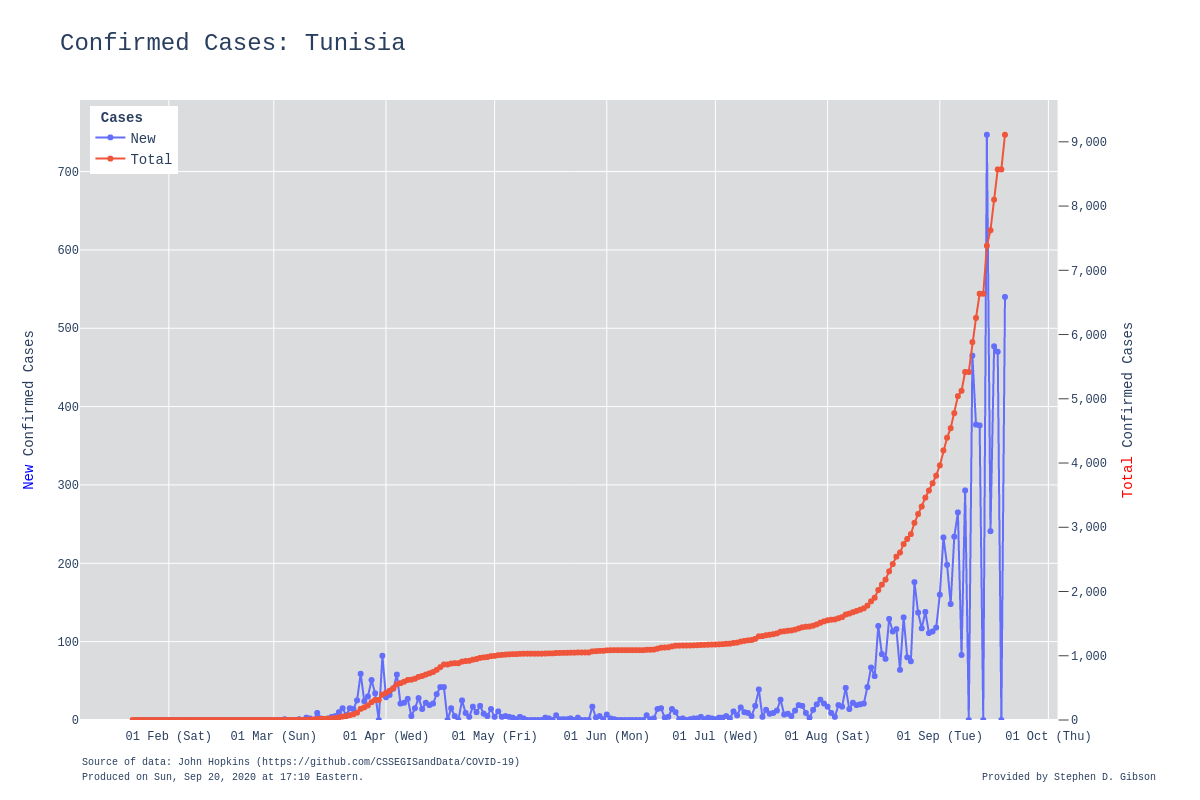 Confirmed Cases: Tunisia
Cases
New
Total
700
600
500
400
300
200
100
0
New Confirmed Cases
9,000
8,000
7,000
6,000
5,000
4,000
3,000
2,000
1,000
0
Total Confirmed Cases
01 Feb (Sat) 01 Mar (Sun) 01 Apr (Wed) 01 May (Fri) 01 Jun (Mon) 01 Jul (Wed) 01 Aug (Sat) 01 Sep (Tue) 01 Oct (Thu)
Source of data: John Hopkins (https://github.com/CSSEGISandData/COVID-19)
Produced on Sun, Sep 20, 2020 at 17:10 Eastern.
Provided by Stephen D. Gibson